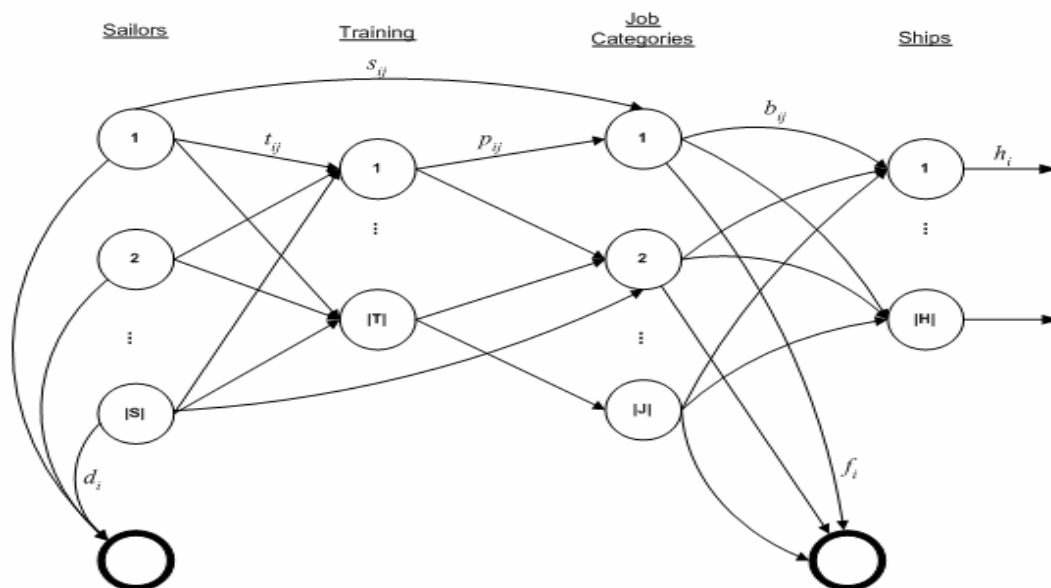 Sailors
Training
Job
Categories
Ships
s_ij
1
t_ij
1
p_ij
1
b_ij
1
h_i
⋮
⋮
2
2
|T|
|H|
⋮
⋮
|S|
|J|
d_i
f_i